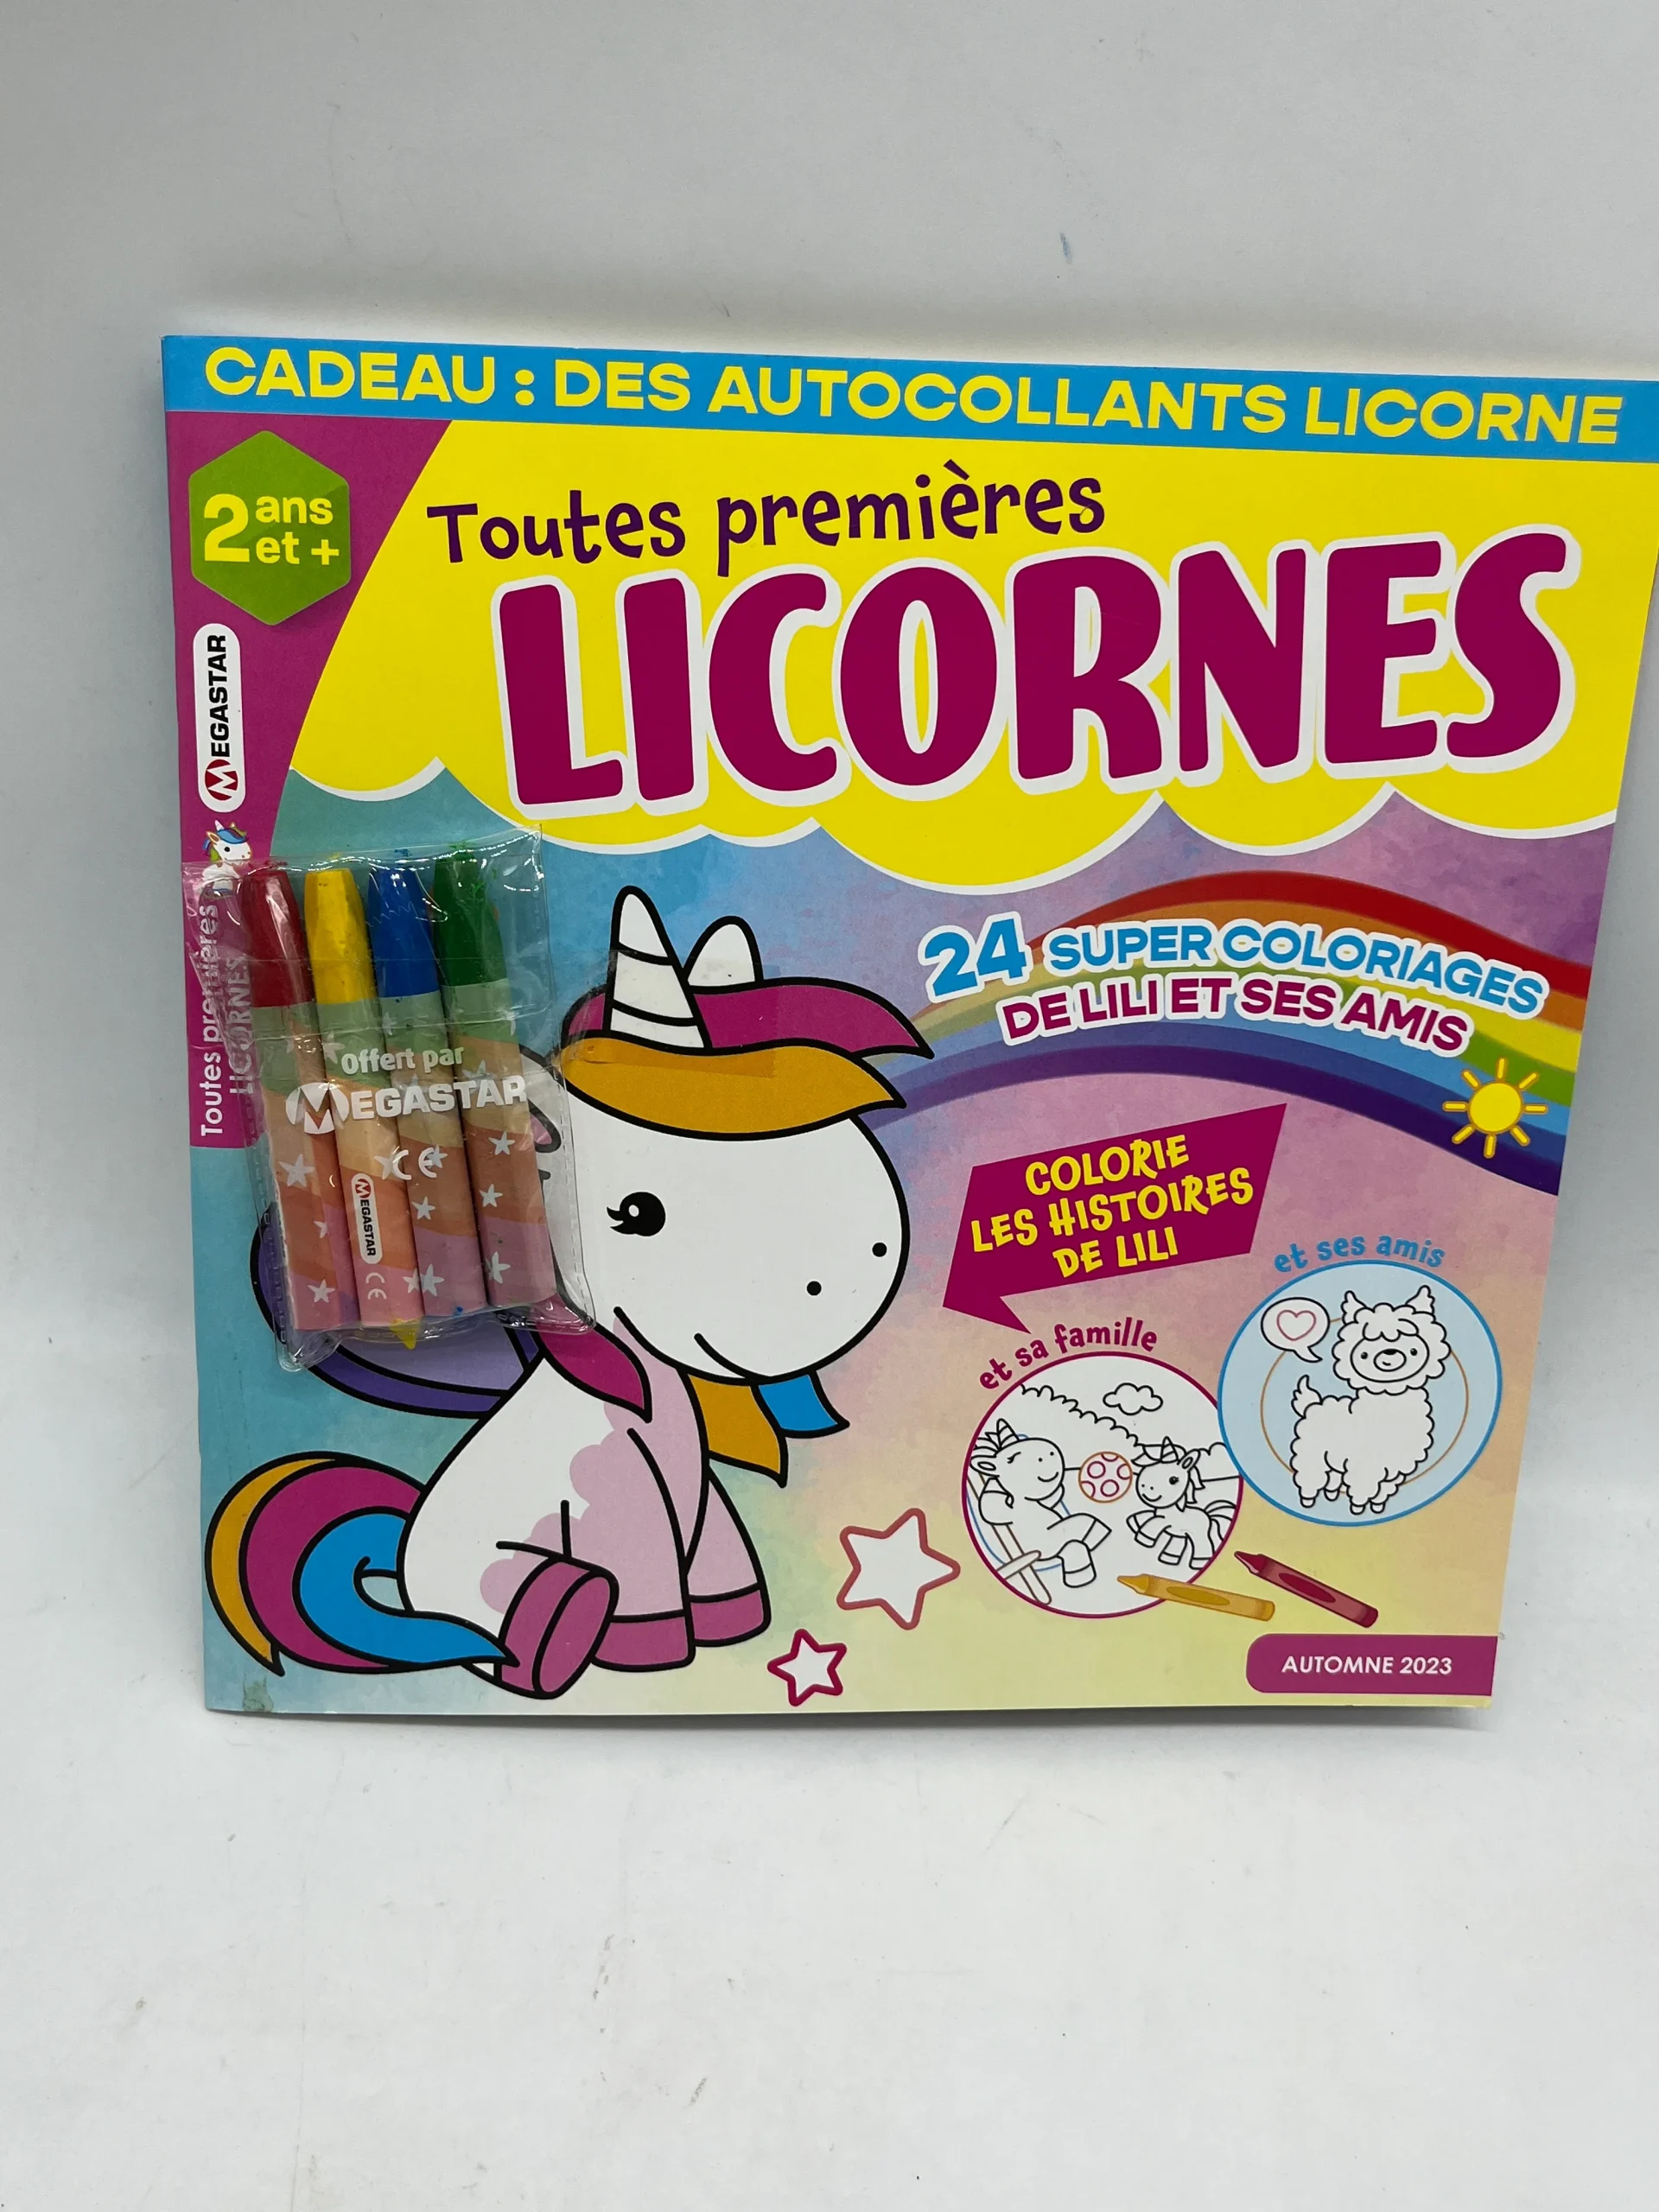 CADEAU : DES AUTOCOLLANTS LICORNE
2 ans
et +
Toutes premières
LICORNES
MEGASTAR
Toutes premières
LICORNES
24 SUPER COLORIAGES
DE LILI ET SES AMIS
Offert par
MEGASTAR
CE
MEGASTAR
CE
COLORIE
LES HISTOIRES
DE LILI
et ses amis
et sa famille
AUTOMNE 2023